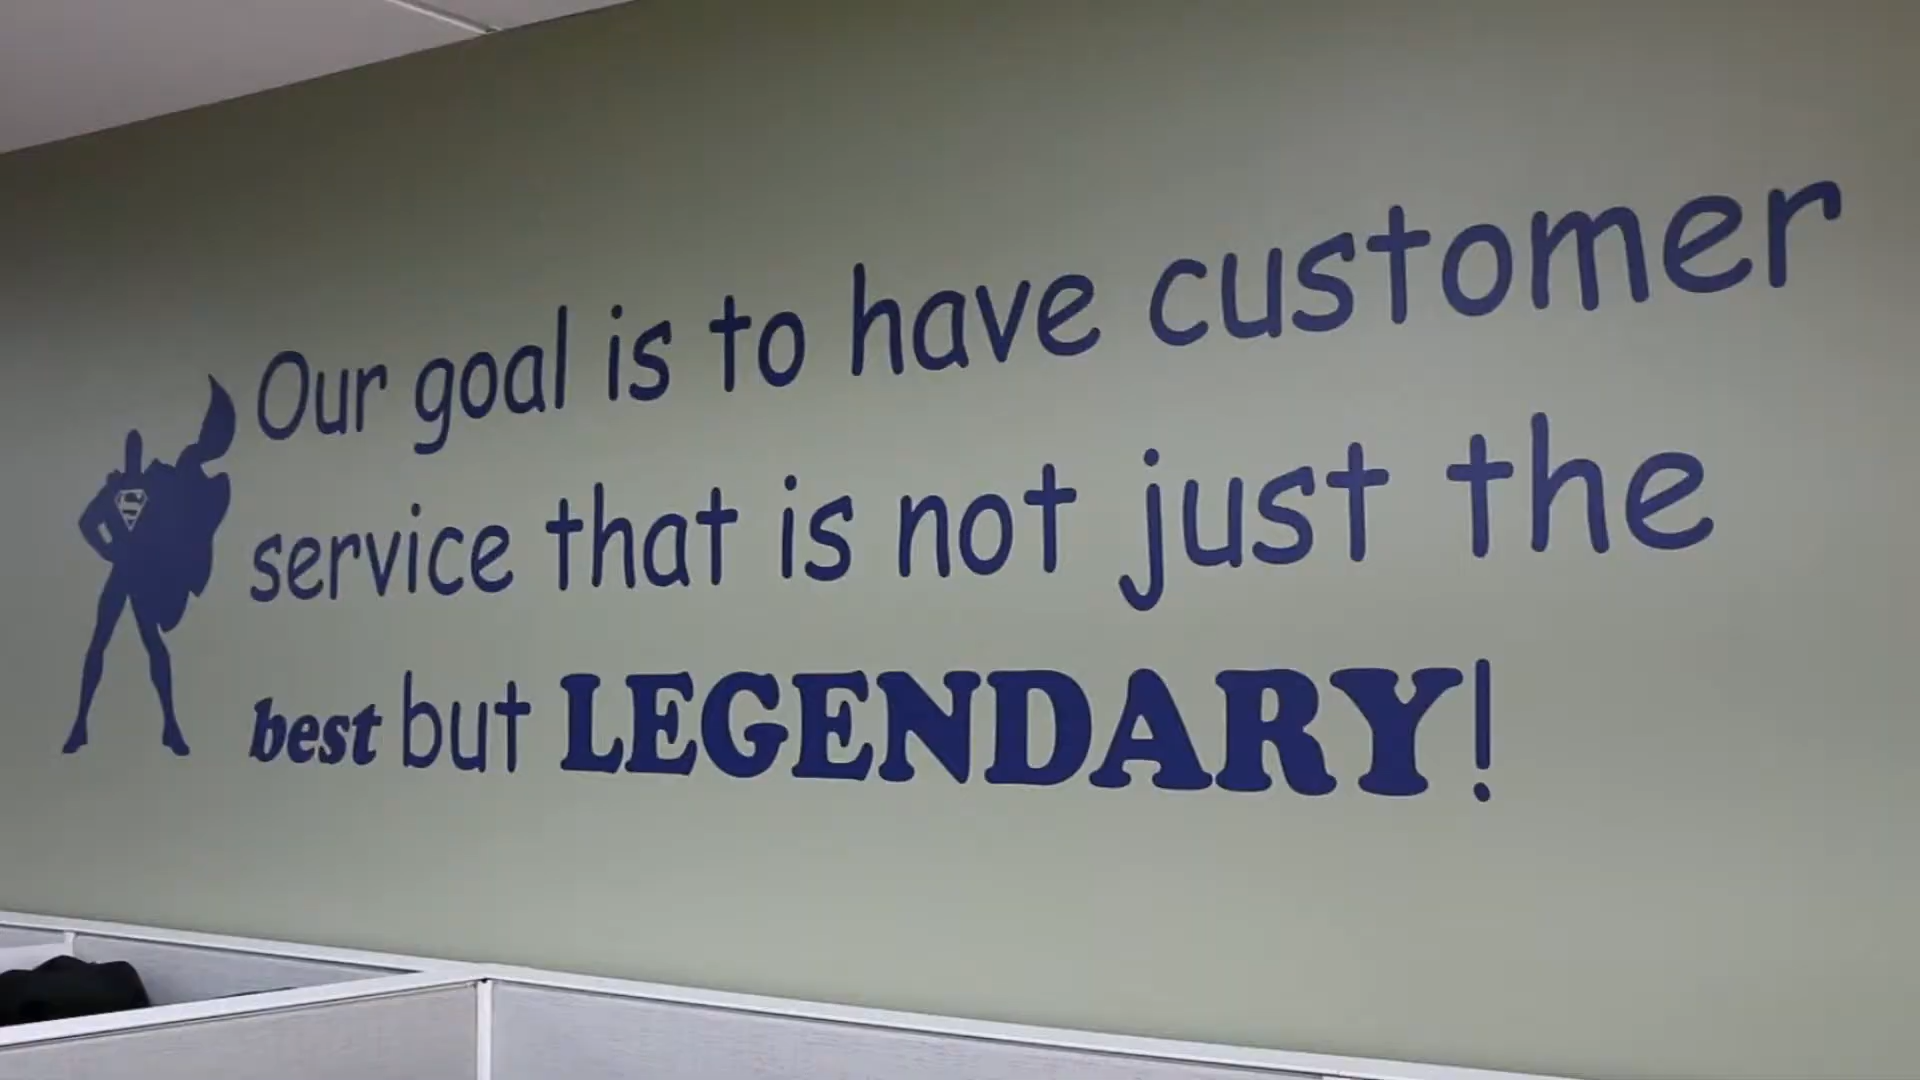 Our goal is to have customer
service that is not just the
best but LEGENDARY!
S